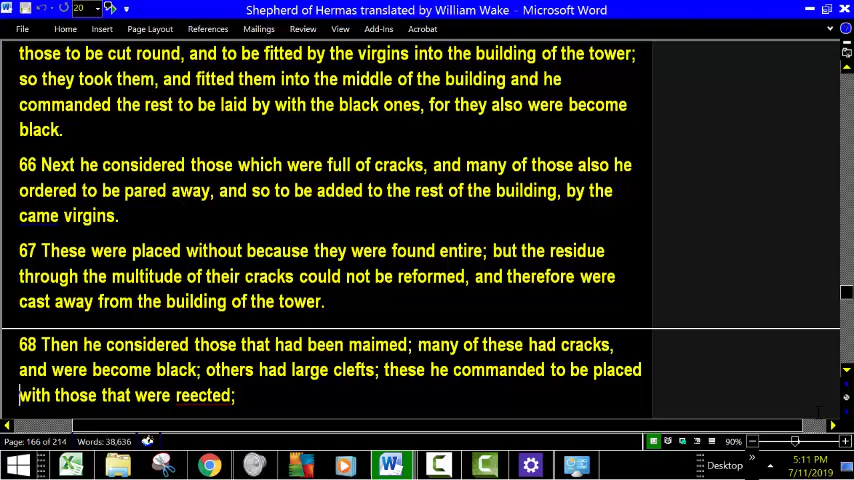 20
Shepherd of Hermas translated by William Wake - Microsoft Word
File Home Insert Page Layout References Mailings Review View Add-Ins Acrobat
those to be cut round, and to be fitted by the virgins into the building of the tower;
so they took them, and fitted them into the middle of the building and he
commanded the rest to be laid by with the black ones, for they also were become
black.
66 Next he considered those which were full of cracks, and many of those also he
ordered to be pared away, and so to be added to the rest of the building, by the
came virgins.
67 These were placed without because they were found entire; but the residue
through the multitude of their cracks could not be reformed, and therefore were
cast away from the building of the tower.
68 Then he considered those that had been maimed; many of these had cracks,
and were become black; others had large clefts; these he commanded to be placed
with those that were reected;
Page: 166 of 214 Words: 38,636 90%
Desktop 5:11 PM
7/11/2019